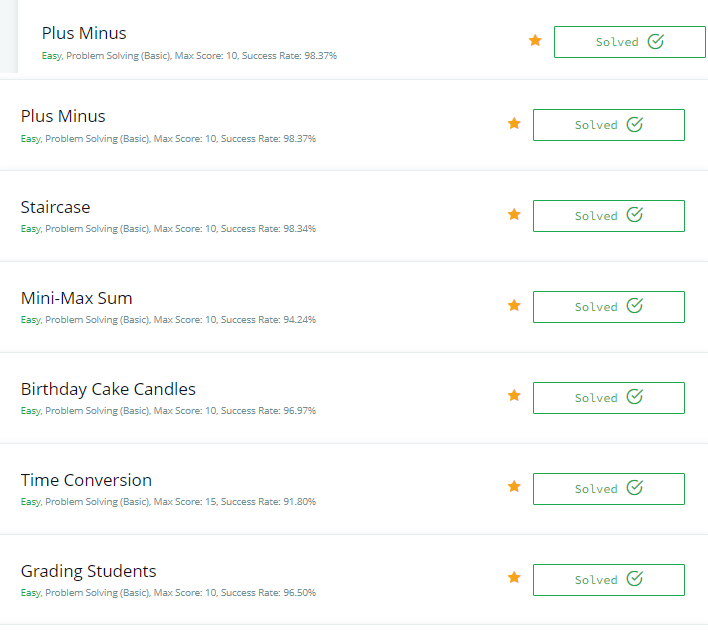 Plus Minus
Easy, Problem Solving (Basic), Max Score: 10, Success Rate: 98.37%
Solved
Plus Minus
Easy, Problem Solving (Basic), Max Score: 10, Success Rate: 98.37%
Solved
Staircase
Easy, Problem Solving (Basic), Max Score: 10, Success Rate: 98.34%
Solved
Mini-Max Sum
Easy, Problem Solving (Basic), Max Score: 10, Success Rate: 94.24%
Solved
Birthday Cake Candles
Easy, Problem Solving (Basic), Max Score: 10, Success Rate: 96.97%
Solved
Time Conversion
Easy, Problem Solving (Basic), Max Score: 15, Success Rate: 91.80%
Solved
Grading Students
Easy, Problem Solving (Basic), Max Score: 10, Success Rate: 96.50%
Solved